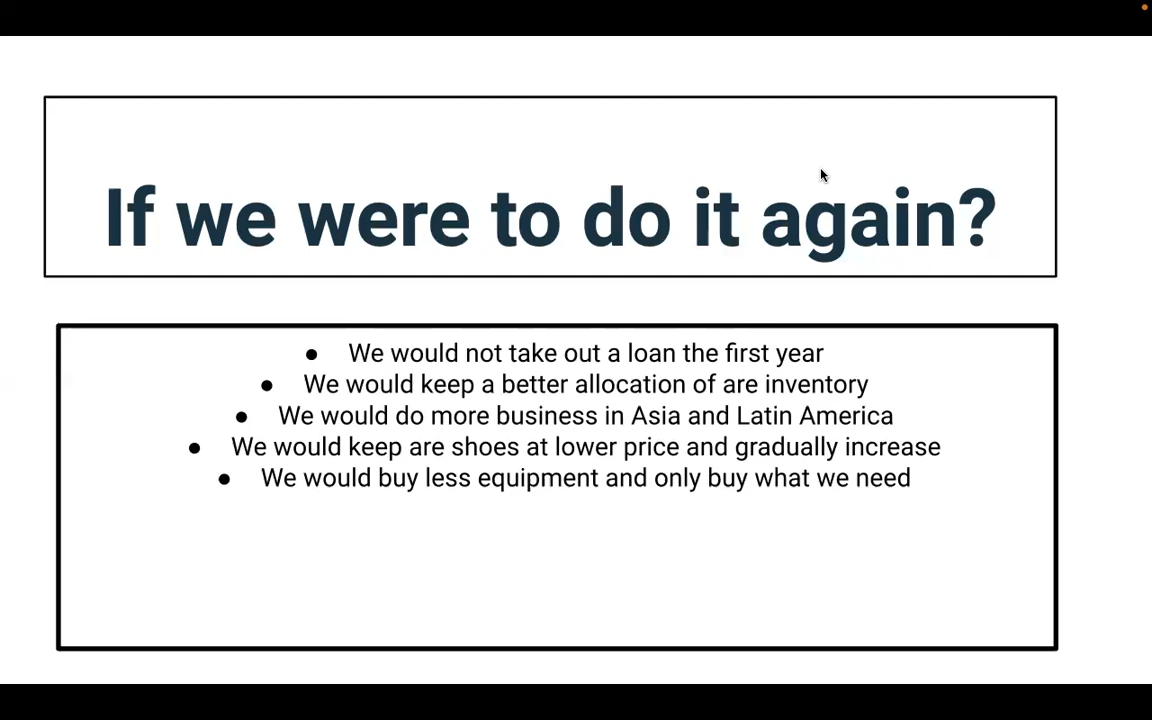 If we were to do it again?
● We would not take out a loan the first year
● We would keep a better allocation of are inventory
● We would do more business in Asia and Latin America
● We would keep are shoes at lower price and gradually increase
● We would buy less equipment and only buy what we need